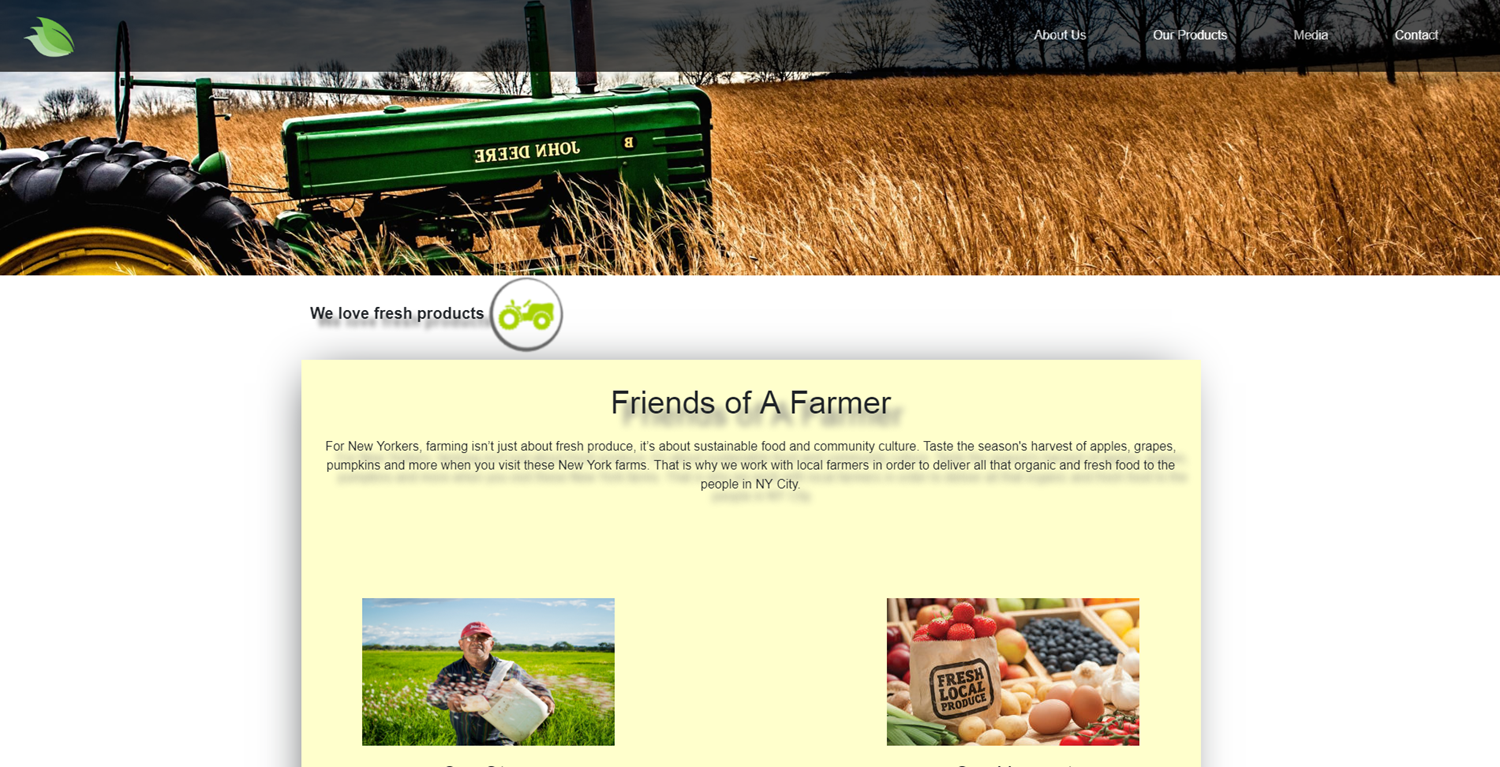 About Us Our Products Media Contact
JOHN DEERE B
We love fresh products
Friends of A Farmer
For New Yorkers, farming isn't just about fresh produce, it's about sustainable food and community culture. Taste the season's harvest of apples, grapes,
pumpkins and more when you visit these New York farms. That is why we work with local farmers in order to deliver all that organic and fresh food to the
people in NY City.
FRESH
LOCAL
PRODUCE